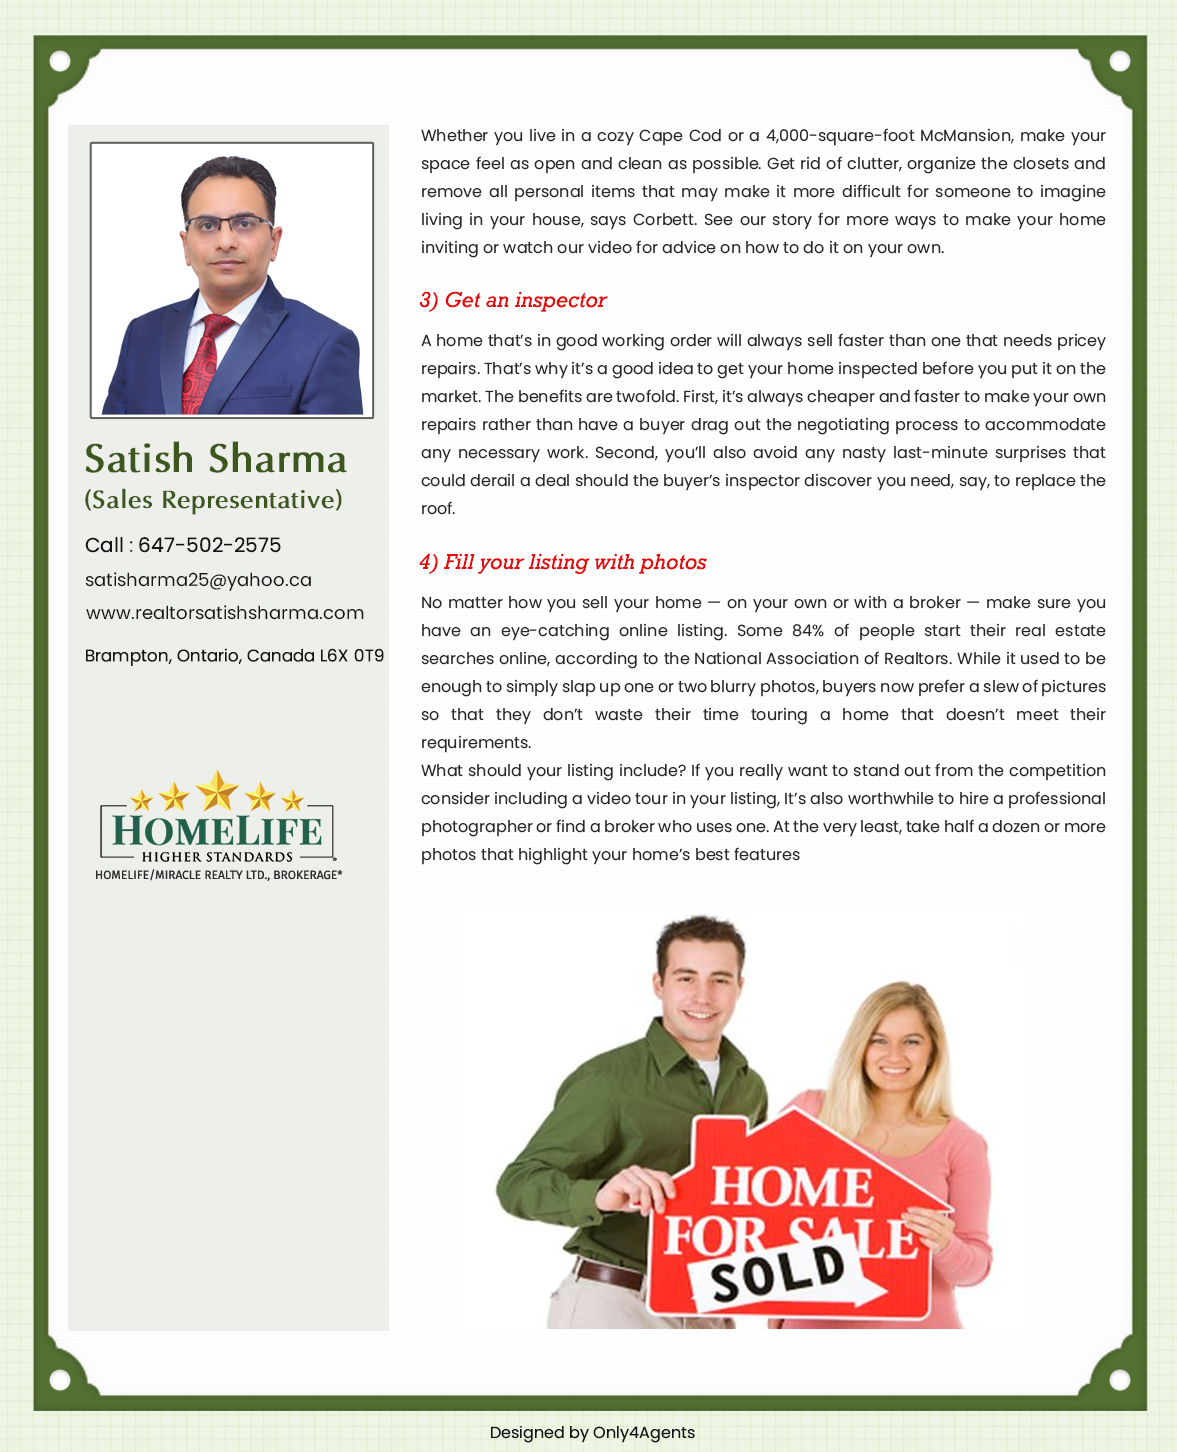 Satish Sharma
(Sales Representative)
Call : 647-502-2575
satisharma25@yahoo.ca
www.realtorsatishsharma.com
Brampton, Ontario, Canada L6X 0T9
HOMELIFE
HIGHER STANDARDS
HOMELIFE/MIRACLE REALTY LTD., BROKERAGE*
Whether you live in a cozy Cape Cod or a 4,000-square-foot McMansion, make your
space feel as open and clean as possible. Get rid of clutter, organize the closets and
remove all personal items that may make it more difficult for someone to imagine
living in your house, says Corbett. See our story for more ways to make your home
inviting or watch our video for advice on how to do it on your own.
3) Get an inspector
A home that’s in good working order will always sell faster than one that needs pricey
repairs. That’s why it’s a good idea to get your home inspected before you put it on the
market. The benefits are twofold. First, it’s always cheaper and faster to make your own
repairs rather than have a buyer drag out the negotiating process to accommodate
any necessary work. Second, you’ll also avoid any nasty last-minute surprises that
could derail a deal should the buyer’s inspector discover you need, say, to replace the
roof.
4) Fill your listing with photos
No matter how you sell your home — on your own or with a broker — make sure you
have an eye-catching online listing. Some 84% of people start their real estate
searches online, according to the National Association of Realtors. While it used to be
enough to simply slap up one or two blurry photos, buyers now prefer a slew of pictures
so that they don’t waste their time touring a home that doesn’t meet their
requirements.
What should your listing include? If you really want to stand out from the competition
consider including a video tour in your listing, It’s also worthwhile to hire a professional
photographer or find a broker who uses one. At the very least, take half a dozen or more
photos that highlight your home’s best features
HOME
FOR SALE
SOLD
Designed by Only4Agents